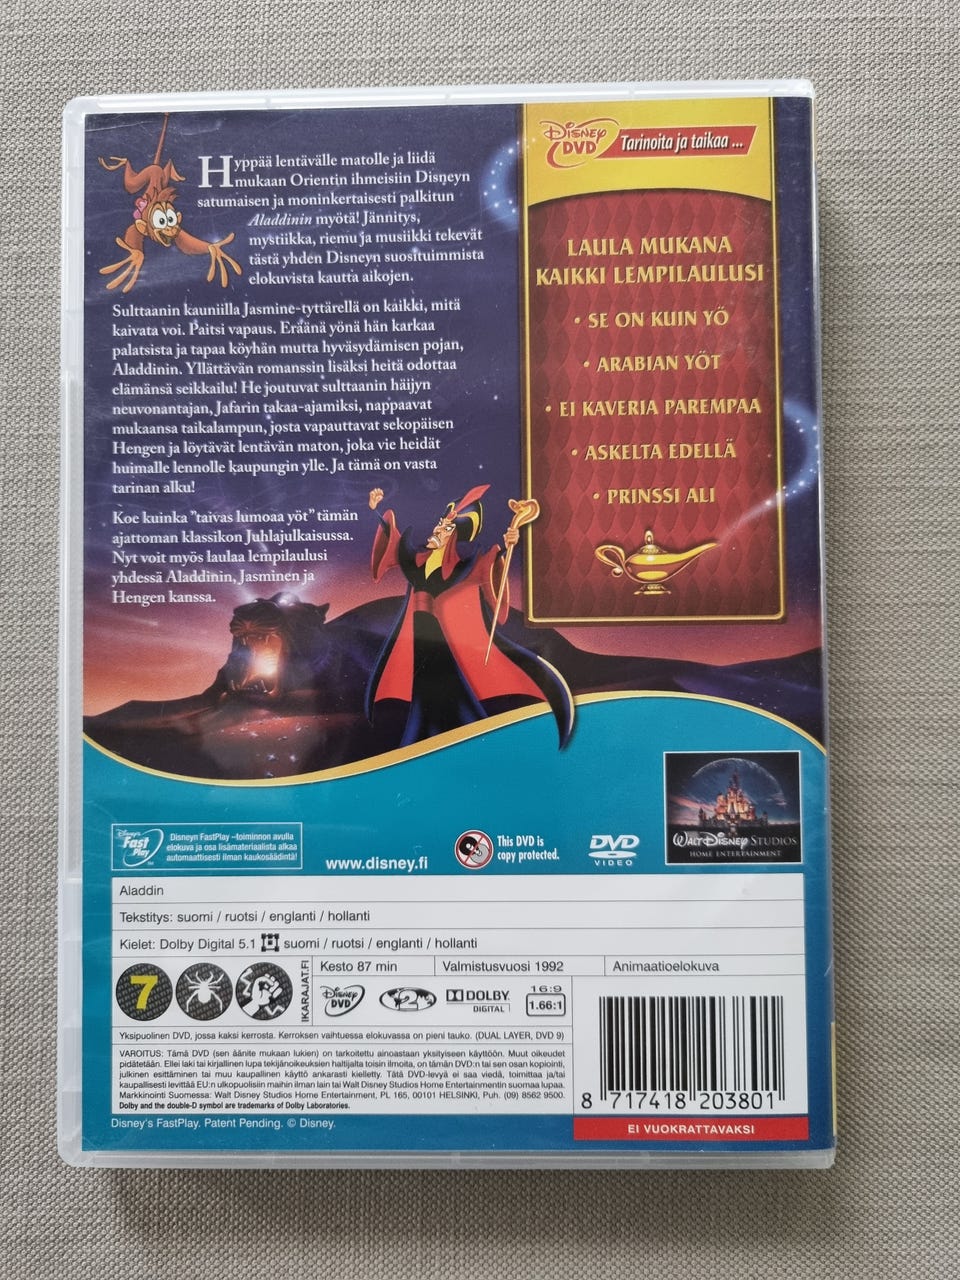 Hyppää lentävälle matolle ja liidä
mukaan Orientin ihmeisiin Disneyn
satumaisen ja moninkertaisesti palkitun
Aladdinin myötä! Jännitys,
mystiikka, riemu ja musiikki tekevät
tästä yhden Disneyn suosituimmista
elokuvista kautta aikojen.
Sulttaanin kauniilla Jasmine-tyttärellä on kaikki, mitä
kaivata voi. Paitsi vapaus. Eräänä yönä hän karkaa
palatsista ja tapaa köyhän mutta hyväsydämisen pojan,
Aladdinin. Yllättävän romanssin lisäksi heitä odottaa
elämänsä seikkailu! He joutuvat sulttaanin häijyn
neuvonantajan, Jafarin takaa-ajamiksi, nappaavat
mukaansa taikalampun, josta vapauttavat sekopäisen
Hengen ja löytävät lentävän maton, joka vie heidät
huimalle lennolle kaupungin ylle. Ja tämä on vasta
tarinan alku!
Koe kuinka "taivas lumoaa yöt" tämän
ajattoman klassikon Juhlajulkaisussa.
Nyt voit myös laulaa lempilaulusi
yhdessä Aladdinin, Jasminen ja
Hengen kanssa.
Disney DVD
Tarinoita ja taikaa ...
LAULA MUKANA
KAIKKI LEMPILAULUSI
• SE ON KUIN YÖ
• ARABIAN YÖT
• EI KAVERIA PAREMPAA
• ASKELTA EDELLÄ
• PRINSSI ALI
Disney's Fast Play
Disneyn FastPlay –toiminnon avulla
elokuva ja osa lisämateriaalista alkaa
automaattisesti ilman kaukosäädintä!
www.disney.fi
This DVD is
copy protected.
DVD
VIDEO
WALT DISNEY STUDIOS
HOME ENTERTAINMENT
Aladdin
Tekstitys: suomi / ruotsi / englanti / hollanti
Kielet: Dolby Digital 5.1 suomi / ruotsi / englanti / hollanti
7
IKARAJAT.FI
Kesto 87 min
Valmistusvuosi 1992
Animaatioelokuva
Disney DVD
2
DOLBY
DIGITAL
16:9
1.66:1
Yksipuolinen DVD, jossa kaksi kerrosta. Kerroksen vaihtuessa elokuvassa on pieni tauko. (DUAL LAYER, DVD 9)
VAROITUS: Tämä DVD (sen äänite mukaan lukien) on tarkoitettu ainoastaan yksityiseen käyttöön. Muut oikeudet
pidätetään. Ellei laki tai kirjallinen lupa tekijänoikeuksien haltijalta toisin ilmoita, on tämän DVD:n tai sen osan kopiointi,
julkinen esittäminen tai muu kaupallinen käyttö ankarasti kielletty. Tätä DVD-levyä ei saa viedä, toimittaa ja/tai
kaupallisesti levittää EU:n ulkopuolisiin maihin ilman lain tai Walt Disney Studios Home Entertainmentin suomaa lupaa.
Markkinointi Suomessa: Walt Disney Studios Home Entertainment, PL 165, 00101 HELSINKI, Puh. (09) 8562 9500.
Dolby and the double-D symbol are trademarks of Dolby Laboratories.
8 717418 203801
Disney's FastPlay. Patent Pending. © Disney.
EI VUOKRATTAVAKSI